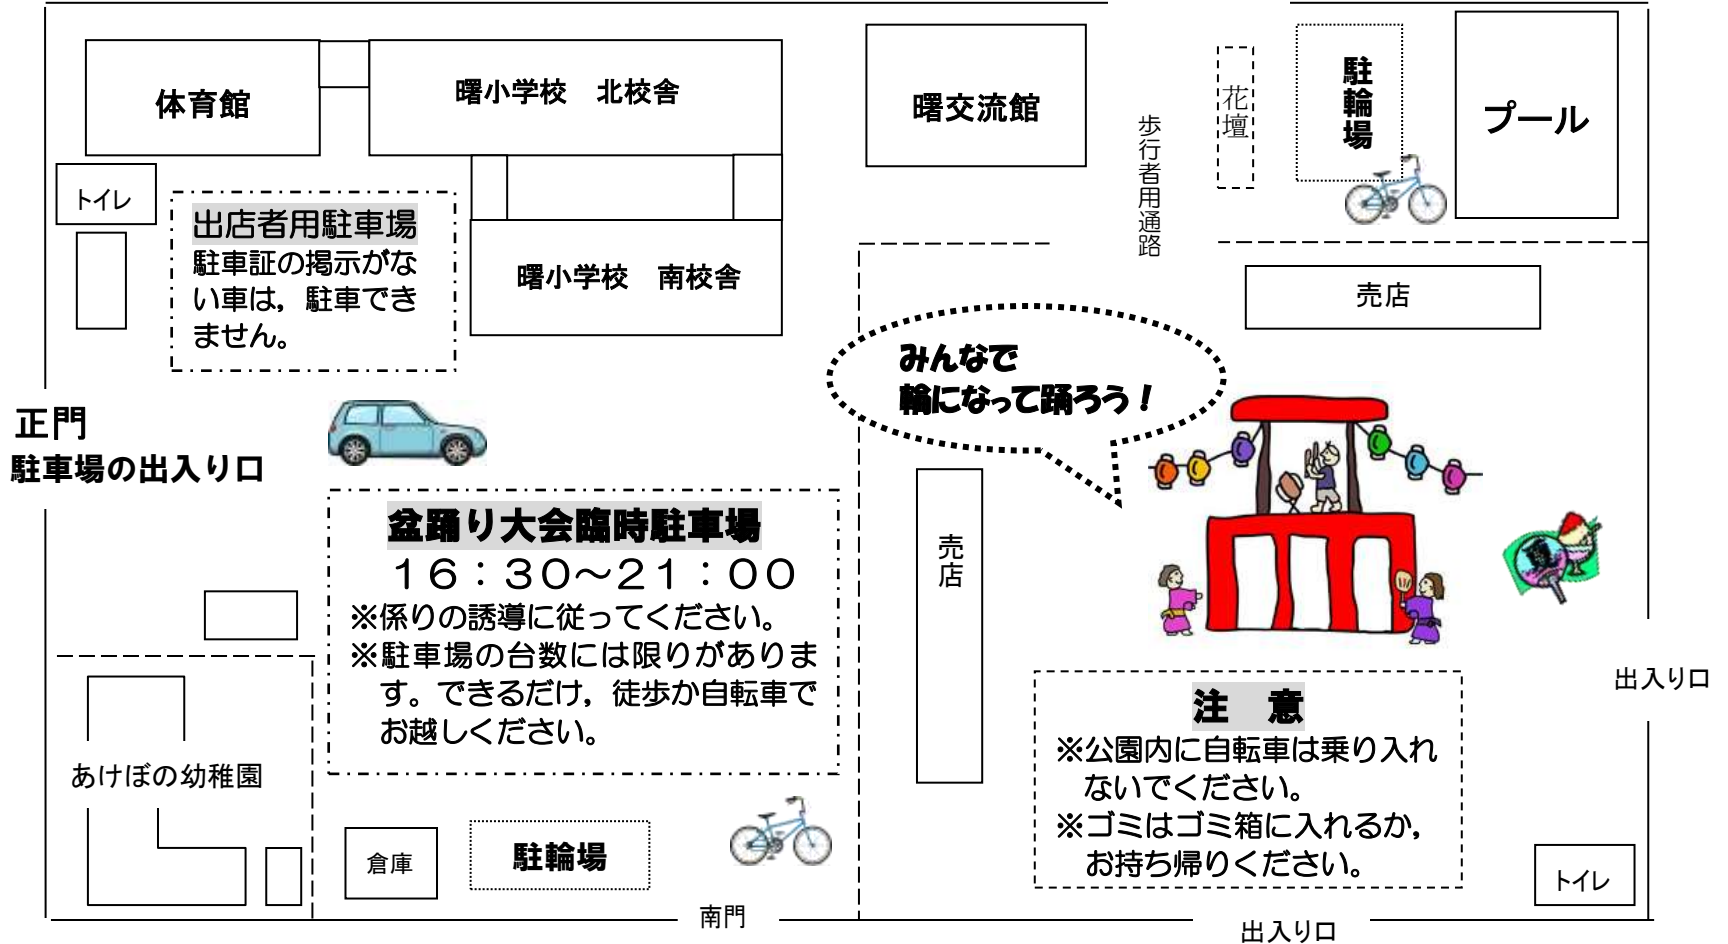 体育館
曙小学校　北校舎
曙交流館
歩行者用通路
花壇
駐輪場
プール
トイレ
出店者用駐車場
駐車証の掲示がな
い車は，駐車でき
ません。
曙小学校　南校舎
売店
みんなで
輪になって踊ろう！
正門
駐車場の出入り口
盆踊り大会臨時駐車場
１６：３０～２１：００
※係りの誘導に従ってください。
※駐車場の台数には限りがありま
す。できるだけ，徒歩か自転車で
お越しください。
売店
出入り口
注　意
※公園内に自転車は乗り入れ
ないでください。
※ゴミはゴミ箱に入れるか，
お持ち帰りください。
あけぼの幼稚園
倉庫
駐輪場
トイレ
南門
出入り口